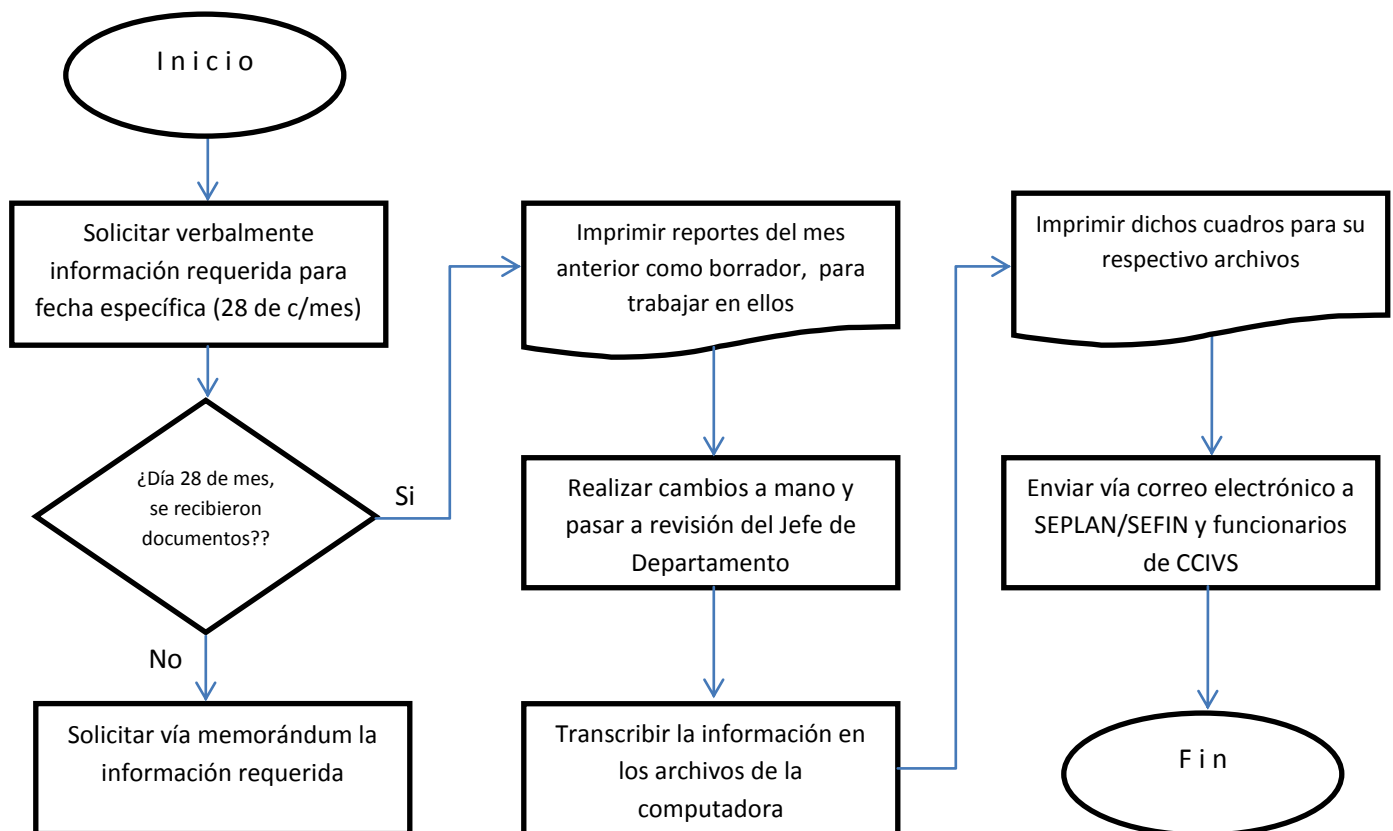 Inicio
Solicitar verbalmente
información requerida para
fecha específica (28 de c/mes)
¿Día 28 de mes,
se recibieron
documentos??
Si
No
Solicitar vía memorándum la
información requerida
Imprimir reportes del mes
anterior como borrador, para
trabajar en ellos
Realizar cambios a mano y
pasar a revisión del Jefe de
Departamento
Transcribir la información en
los archivos de la
computadora
Imprimir dichos cuadros para su
respectivo archivos
Enviar vía correo electrónico a
SEPLAN/SEFIN y funcionarios
de CCIVS
Fin